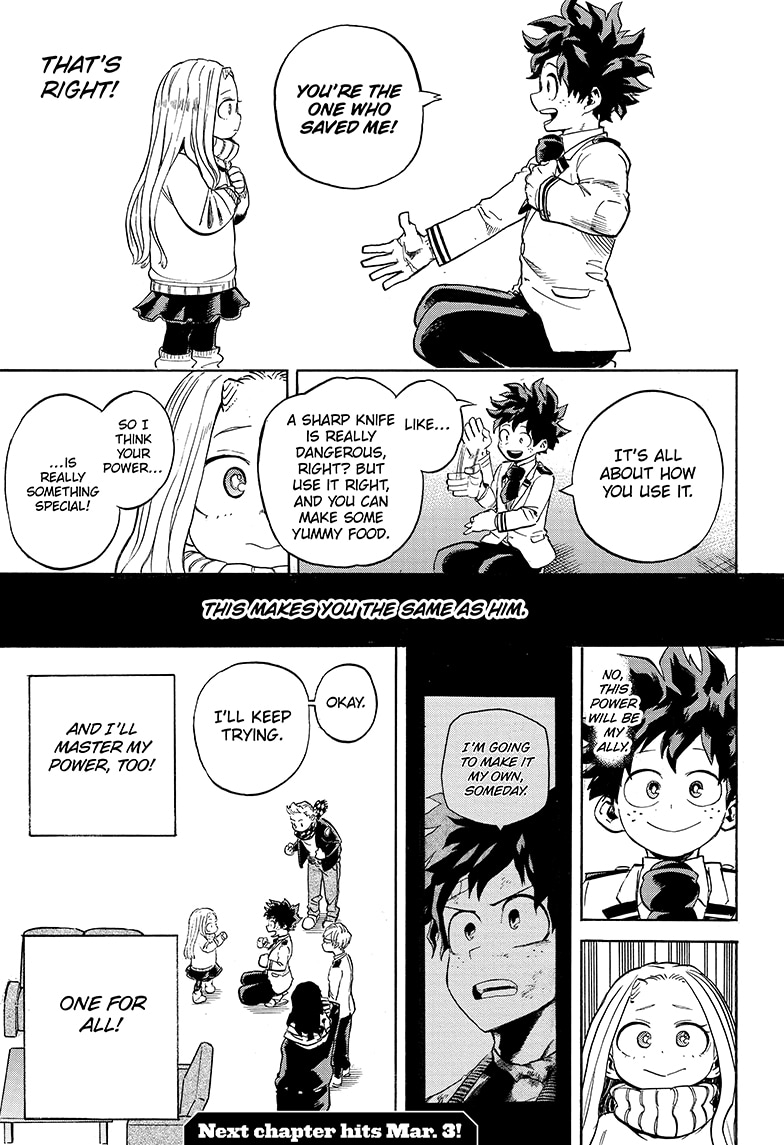 YOU'RE THE
ONE WHO
SAVED ME!
THAT'S
RIGHT!
IT'S ALL
ABOUT HOW
YOU USE IT.
LIKE...
A SHARP KNIFE
IS REALLY
DANGEROUS,
RIGHT? BUT
USE IT RIGHT,
AND YOU CAN
MAKE SOME
YUMMY FOOD.
SO I
THINK
YOUR
POWER...
...IS
REALLY
SOMETHING
SPECIAL!
THIS MAKES YOU THE SAME AS HIM.
NO,
THIS
POWER
WILL BE
MY
ALLY.
I'M GOING
TO MAKE IT
MY OWN,
SOMEDAY.
OKAY.
I'LL KEEP
TRYING.
AND I'LL
MASTER MY
POWER, TOO!
ONE FOR
ALL!
Next chapter hits Mar. 3!